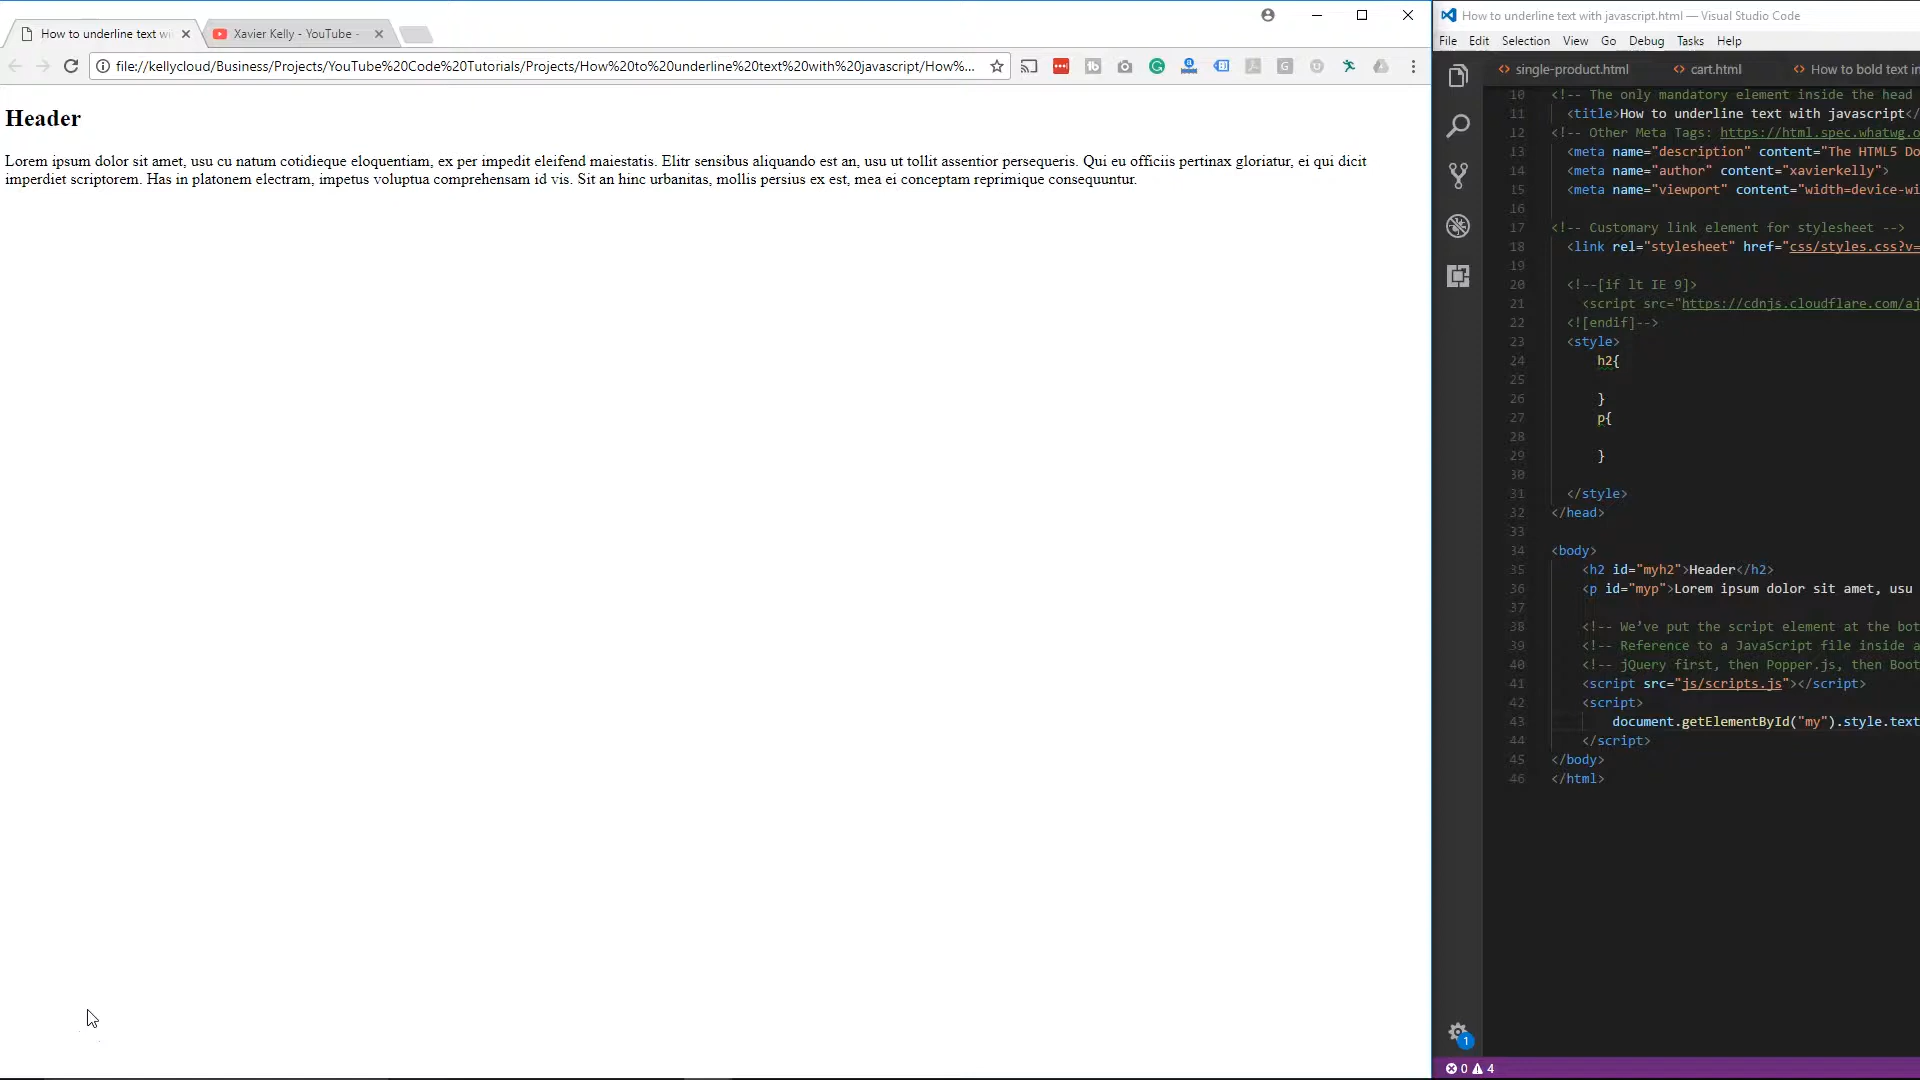 How to underline text wi
Xavier Kelly - YouTube -
file://kellycloud/Business/Projects/YouTube%20Code%20Tutorials/Projects/How%20to%20underline%20text%20with%20javascript/How%...
Header
Lorem ipsum dolor sit amet, usu cu natum cotidieque eloquentiam, ex per impedit eleifend maiestatis. Elitr sensibus aliquando est an, usu ut tollit assentior persequeris. Qui eu officiis pertinax gloriatur, ei qui dicit
imperdiet scriptorem. Has in platonem electram, impetus voluptua comprehensam id vis. Sit an hinc urbanitas, mollis persius ex est, mea ei conceptam reprimique consequuntur.
How to underline text with javascript.html — Visual Studio Code
File Edit Selection View Go Debug Tasks Help
single-product.html cart.html How to bold text in
10 <!-- The only mandatory element inside the head
11 <title>How to underline text with javascript</
12 <!-- Other Meta Tags: https://html.spec.whatwg.o
13 <meta name="description" content="The HTML5 Do
14 <meta name="author" content="xavierkelly">
15 <meta name="viewport" content="width=device-wi
16
17 <!-- Customary link element for stylesheet -->
18 <link rel="stylesheet" href="css/styles.css?v=
19
20 <!--[if lt IE 9]>
21 <script src="https://cdnjs.cloudflare.com/aj
22 <![endif]-->
23 <style>
24 h2{
25
26 }
27 p{
28
29 }
30
31 </style>
32 </head>
33
34 <body>
35 <h2 id="myh2">Header</h2>
36 <p id="myp">Lorem ipsum dolor sit amet, usu
37
38 <!-- We've put the script element at the bot
39 <!-- Reference to a JavaScript file inside a
40 <!-- jQuery first, then Popper.js, then Boot
41 <script src="js/scripts.js"></script>
42 <script>
43 document.getElementById("my").style.text
44 </script>
45 </body>
46 </html>
1
0 4